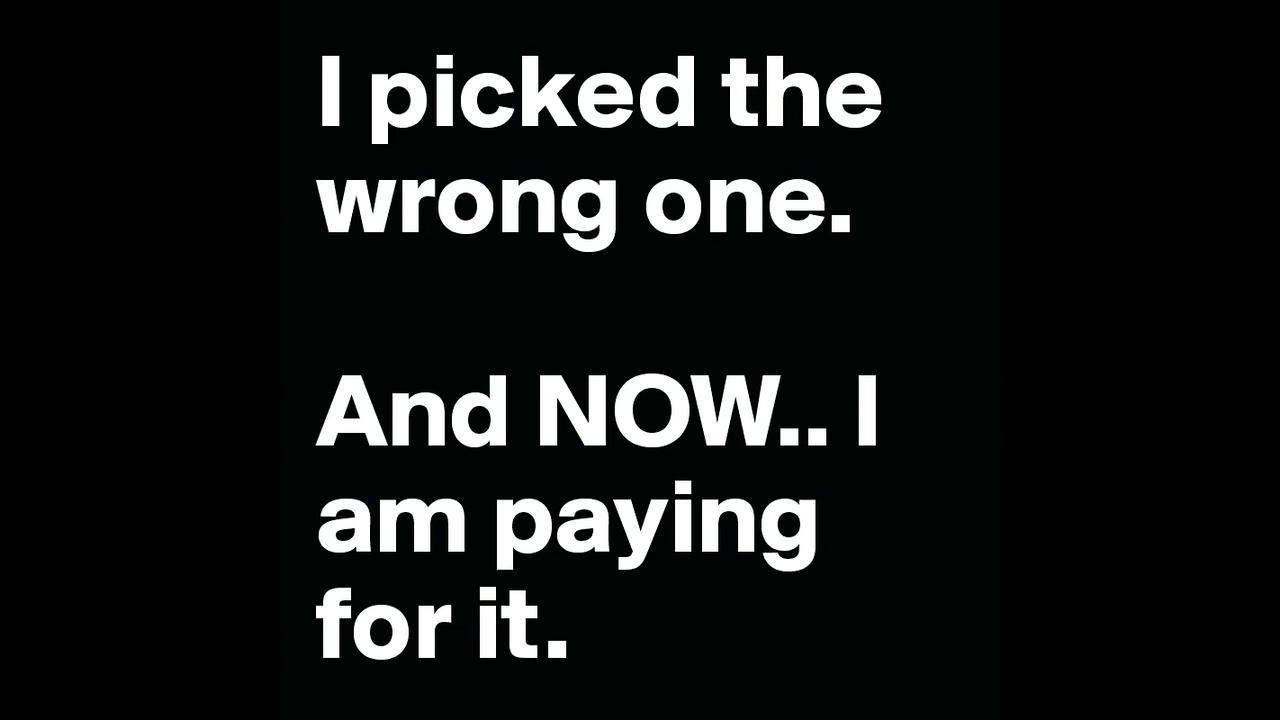 I picked the
wrong one.
And NOW.. I
am paying
for it.